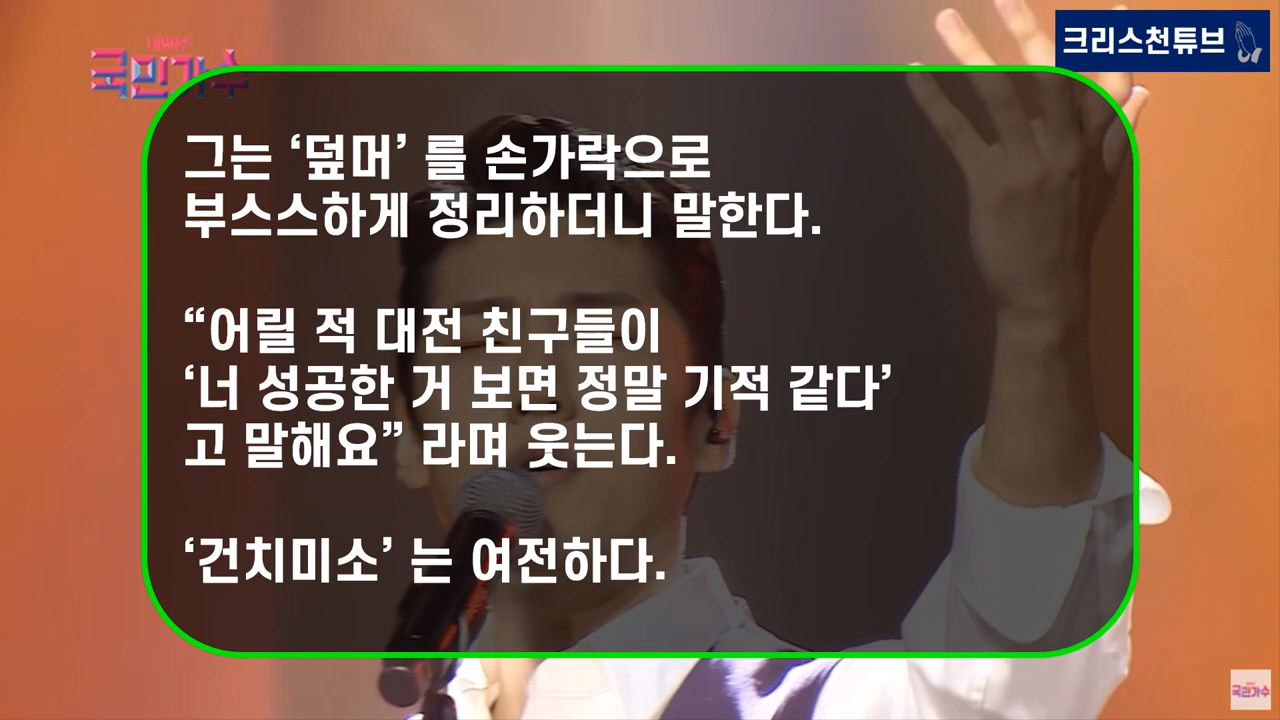 크리스천튜브
내일은
국민가수
그는 ‘덮머’ 를 손가락으로
부스스하게 정리하더니 말한다.
“어릴 적 대전 친구들이
‘너 성공한 거 보면 정말 기적 같다’
고 말해요” 라며 웃는다.
‘건치미소’ 는 여전하다.
국민가수